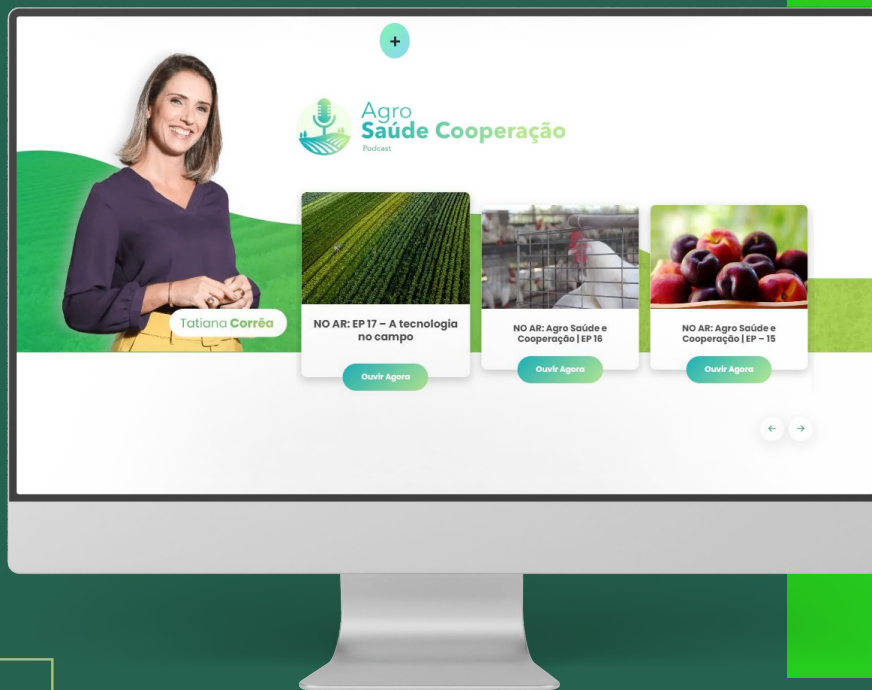 +
Agro
Saúde Cooperação
Podcast
Tatiana Corrêa
NO AR: EP 17 – A tecnologia
no campo
Ouvir Agora
NO AR: Agro Saúde e
Cooperação | EP 16
Ouvir Agora
NO AR: Agro Saúde e
Cooperação | EP – 15
Ouvir Agora
← →